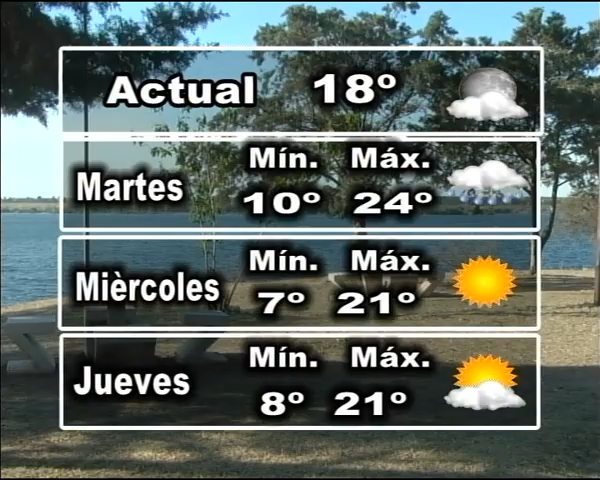 Actual 18º
Mín. Máx.
Martes 10º 24º
Mín. Máx.
Mièrcoles 7º 21º
Mín. Máx.
Jueves 8º 21º